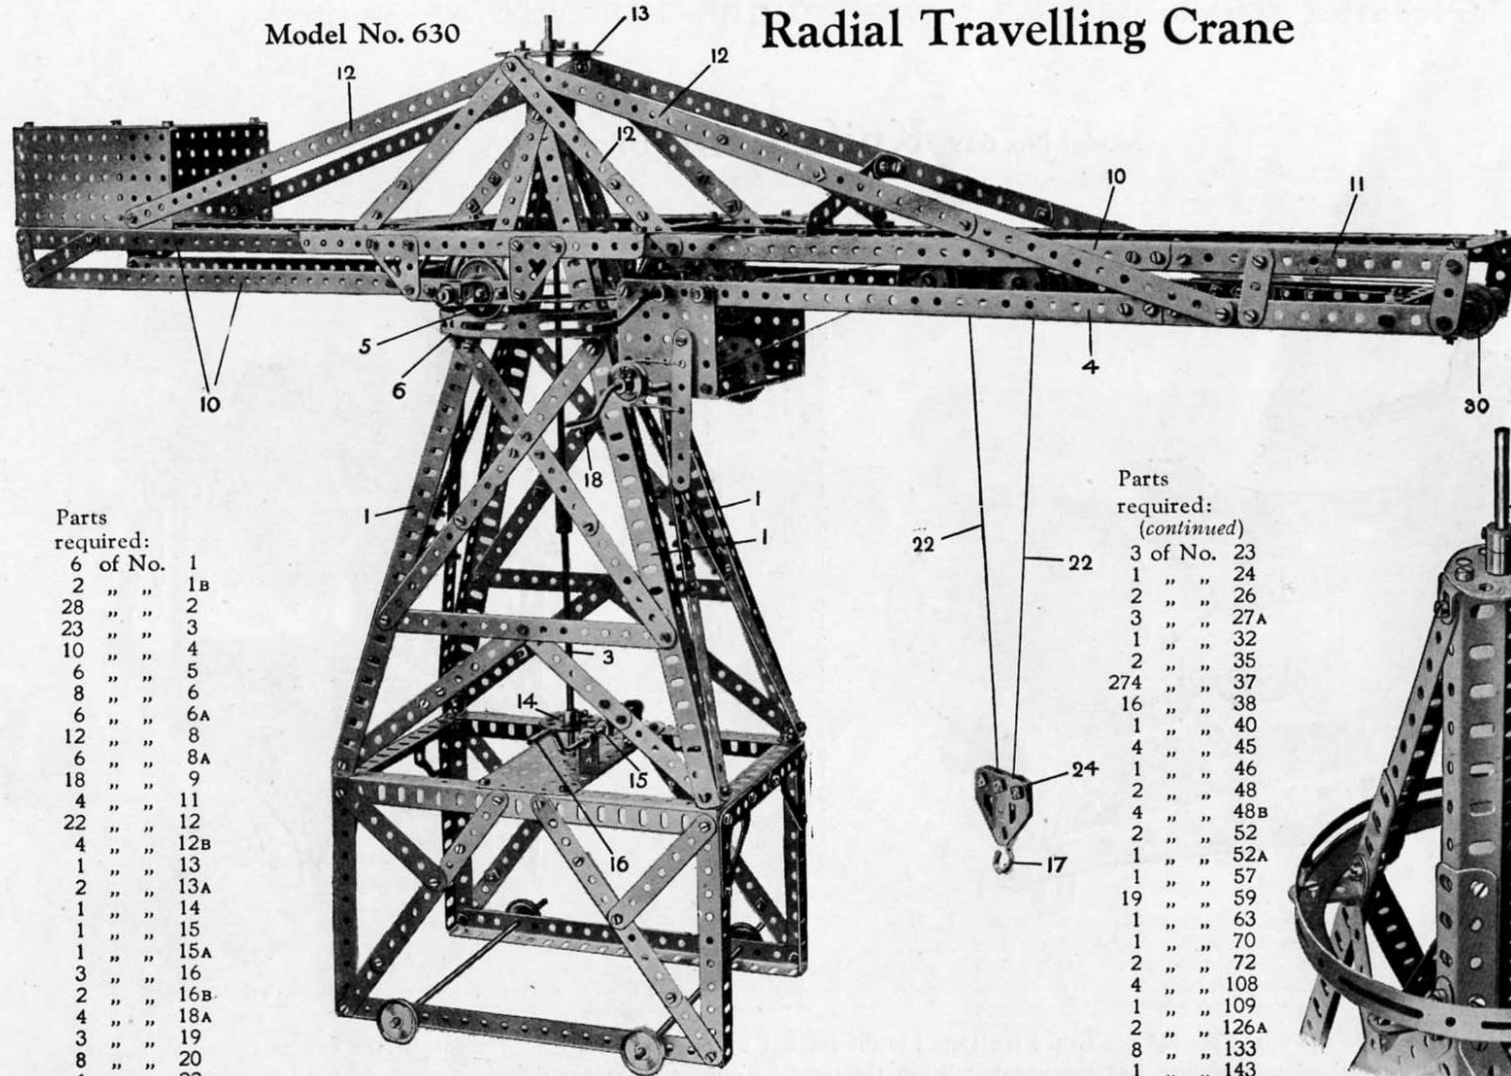 Model No. 630
Radial Travelling Crane
13
12
12
12
10
11
5
6
4
10
30
18
1
1
1
22
22
3
14
15
16
24
17
Parts
required:
6 of No. 1
2 „ „ 1B
28 „ „ 2
23 „ „ 3
10 „ „ 4
6 „ „ 5
8 „ „ 6
6 „ „ 6A
12 „ „ 8
6 „ „ 8A
18 „ „ 9
4 „ „ 11
22 „ „ 12
4 „ „ 12B
1 „ „ 13
2 „ „ 13A
1 „ „ 14
1 „ „ 15
1 „ „ 15A
3 „ „ 16
2 „ „ 16B
4 „ „ 18A
3 „ „ 19
8 „ „ 20
Parts
required:
(continued)
3 of No. 23
1 „ „ 24
2 „ „ 26
3 „ „ 27A
1 „ „ 32
2 „ „ 35
274 „ „ 37
16 „ „ 38
1 „ „ 40
4 „ „ 45
1 „ „ 46
2 „ „ 48
4 „ „ 48B
2 „ „ 52
1 „ „ 52A
1 „ „ 57
19 „ „ 59
1 „ „ 63
1 „ „ 70
2 „ „ 72
4 „ „ 108
1 „ „ 109
2 „ „ 126A
8 „ „ 133
1 „ „ 143